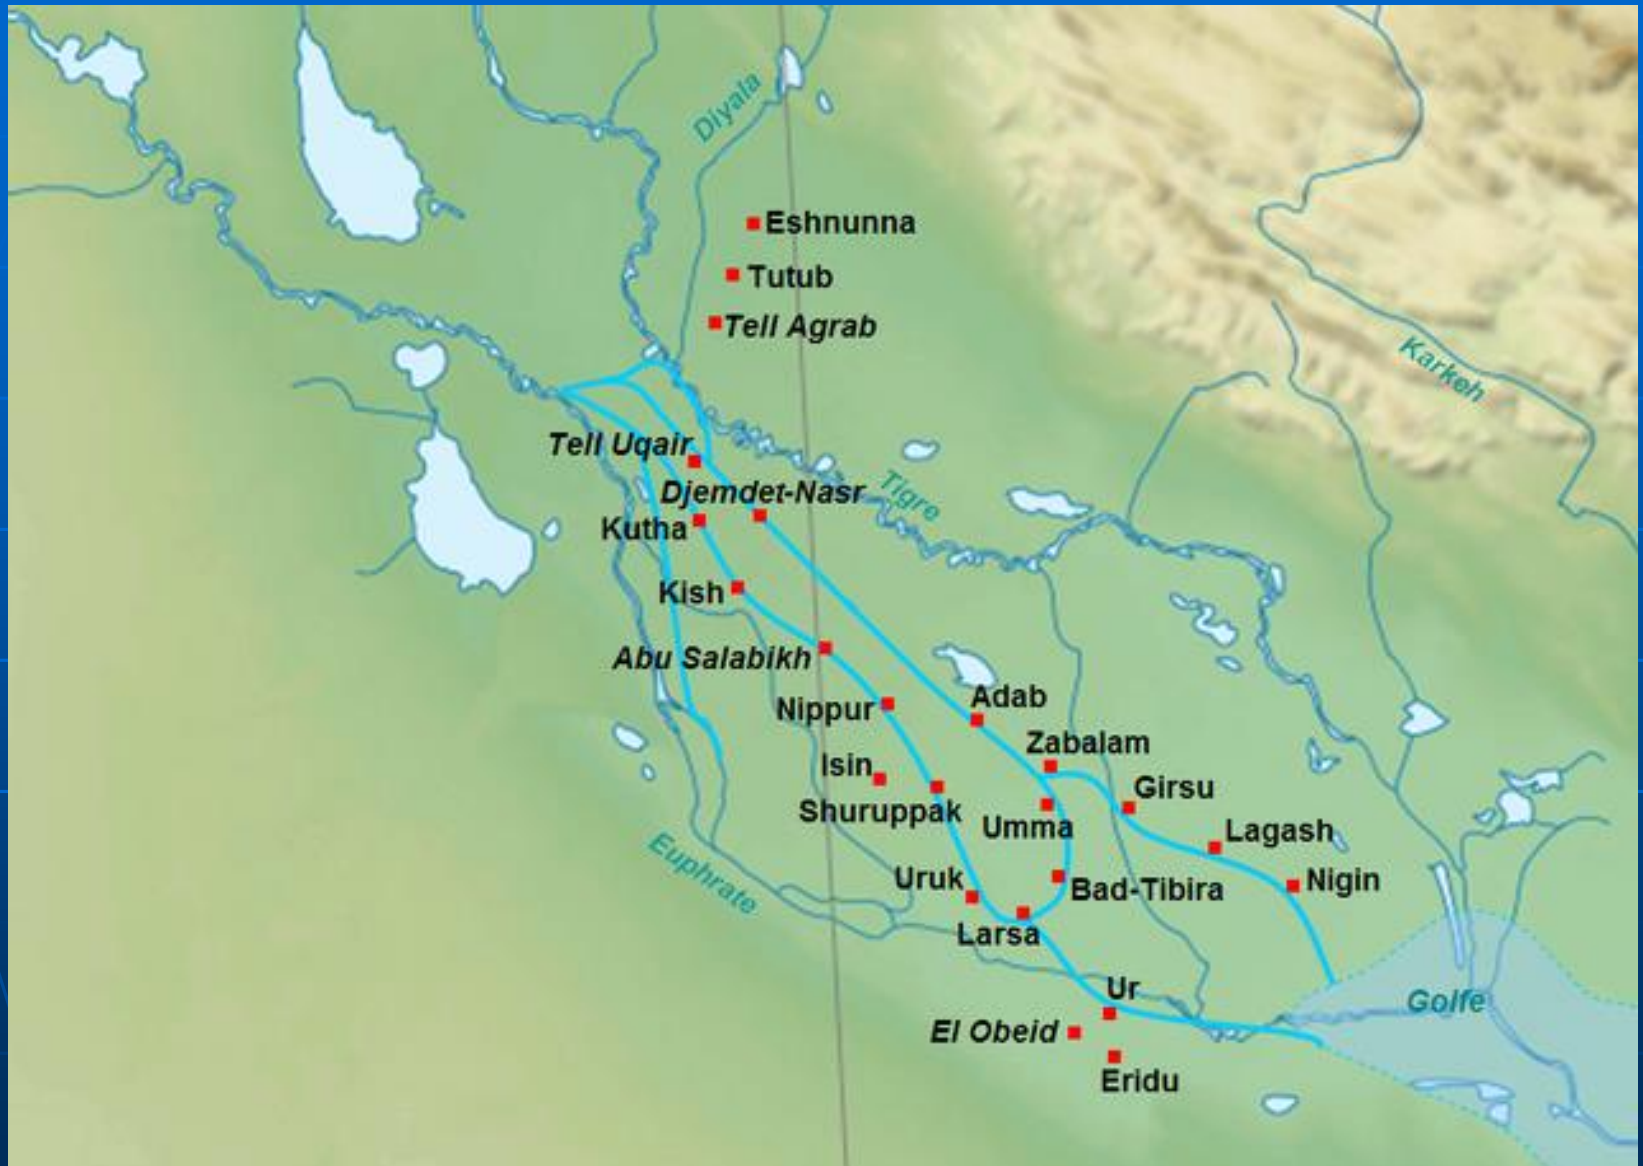 Diyala
Eshnunna
Tutub
Tell Agrab
Karkeh
Tell Uqair
Djemdet-Nasr
Tigre
Kutha
Kish
Abu Salabikh
Adab
Nippur
Zabalam
Isin
Girsu
Shuruppak
Umma
Lagash
Euphrate
Uruk
Bad-Tibira
Nigin
Larsa
Ur
Golfe
El Obeid
Eridu